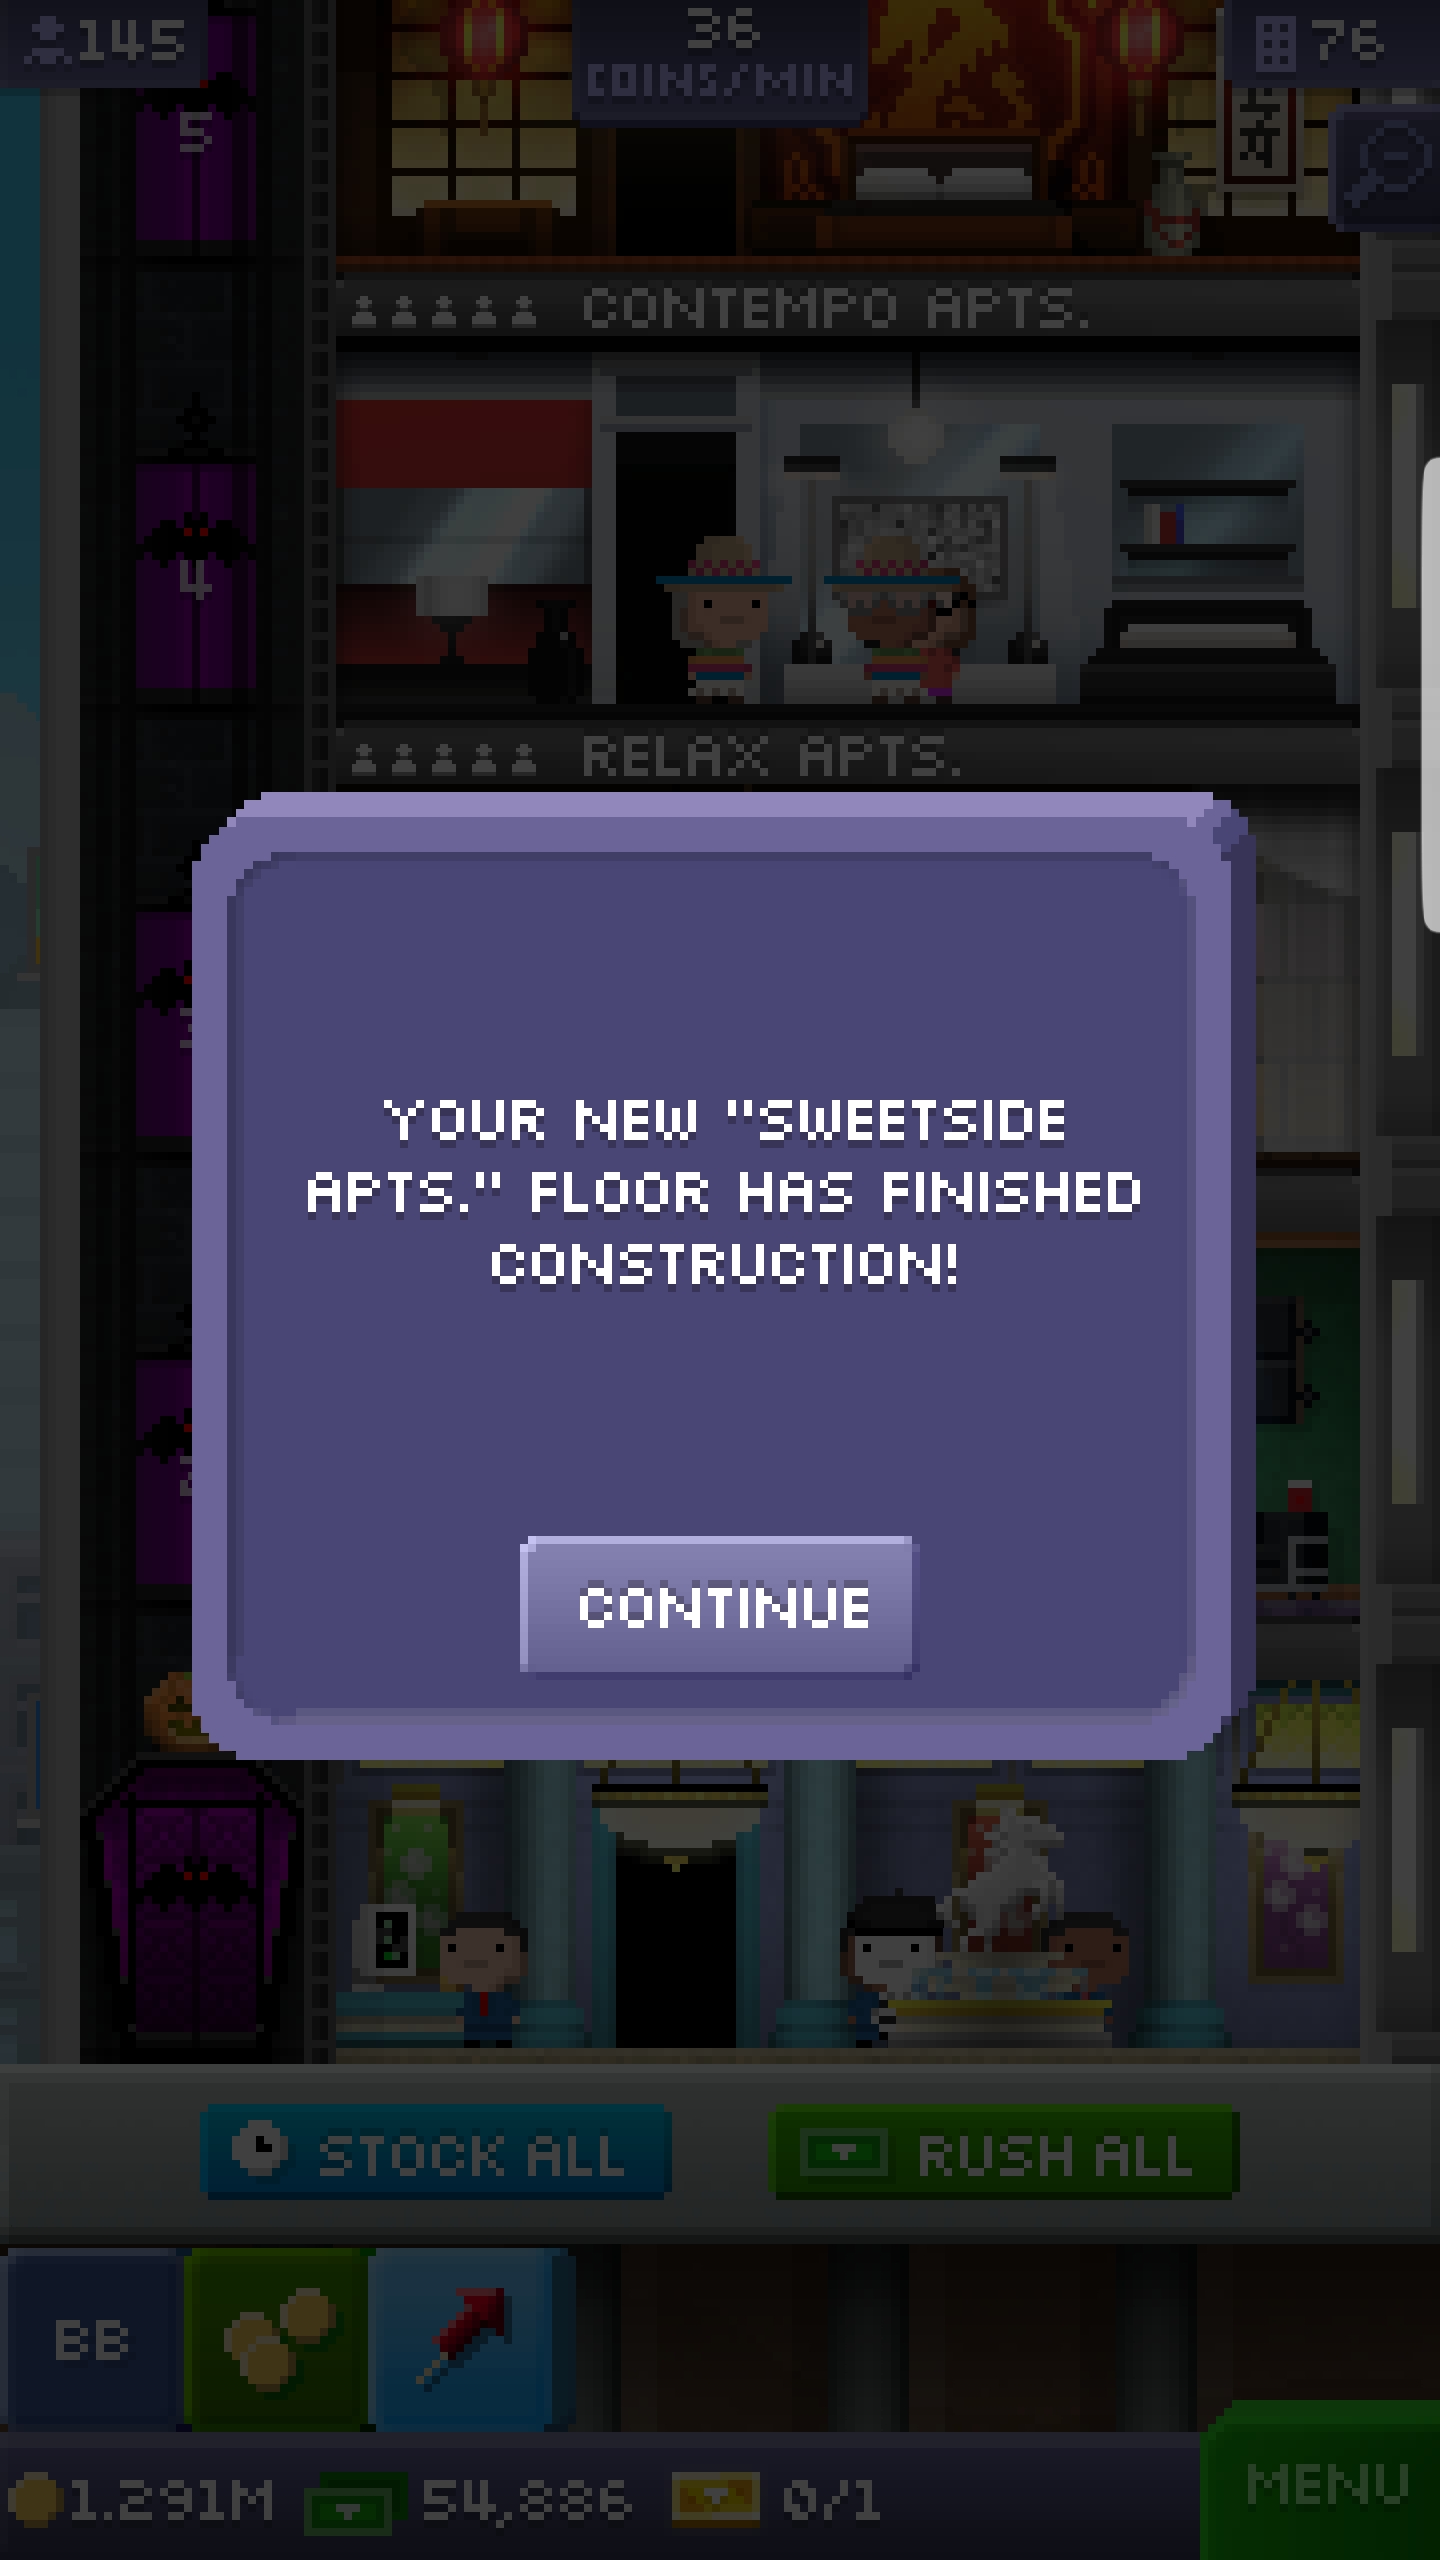 145
36
COINS/MIN
76
5
CONTEMPO APTS.
4
RELAX APTS.
YOUR NEW "SWEETSIDE
APTS." FLOOR HAS FINISHED
CONSTRUCTION!
CONTINUE
STOCK ALL
RUSH ALL
BB
1.291M
54,886
0/1
MENU